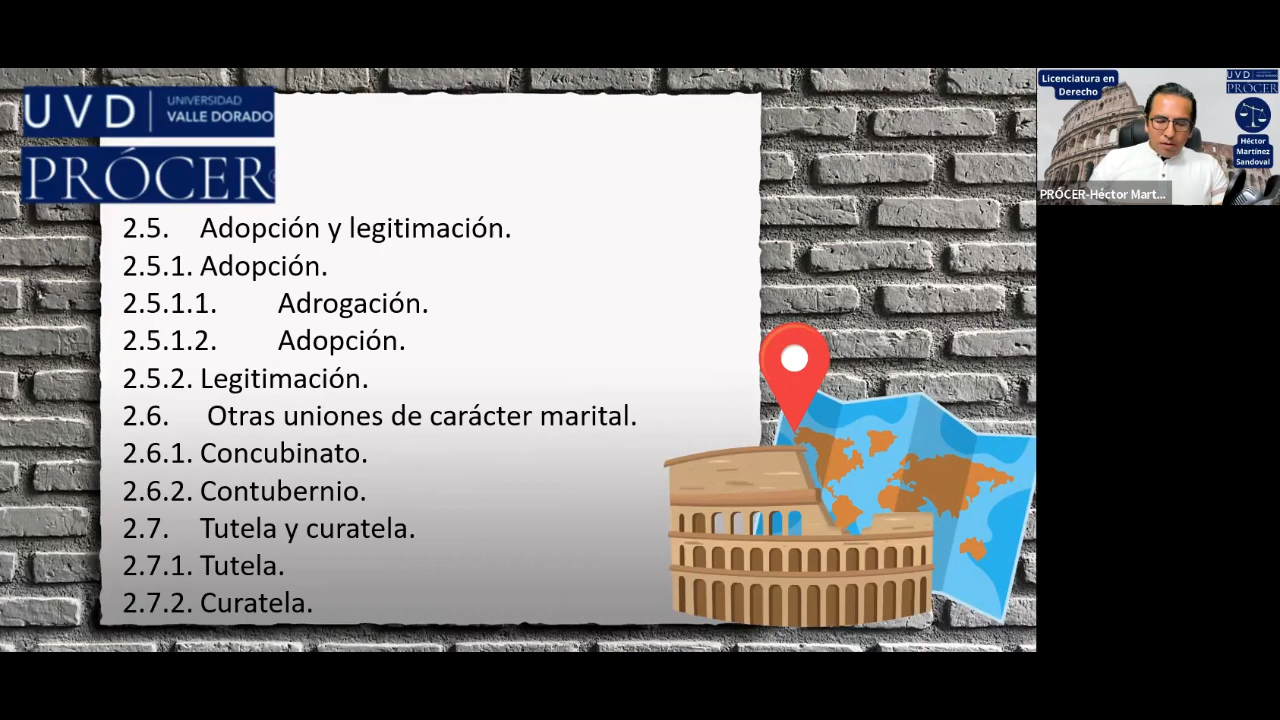 UVD
UNIVERSIDAD
VALLE DORADO
PRÓCER
2.5. Adopción y legitimación.
2.5.1. Adopción.
2.5.1.1. Adrogación.
2.5.1.2. Adopción.
2.5.2. Legitimación.
2.6. Otras uniones de carácter marital.
2.6.1. Concubinato.
2.6.2. Contubernio.
2.7. Tutela y curatela.
2.7.1. Tutela.
2.7.2. Curatela.
Licenciatura en
Derecho
UVD
PRÓCER
Héctor
Martínez
Sandoval
PRÓCER-Héctor Mart...